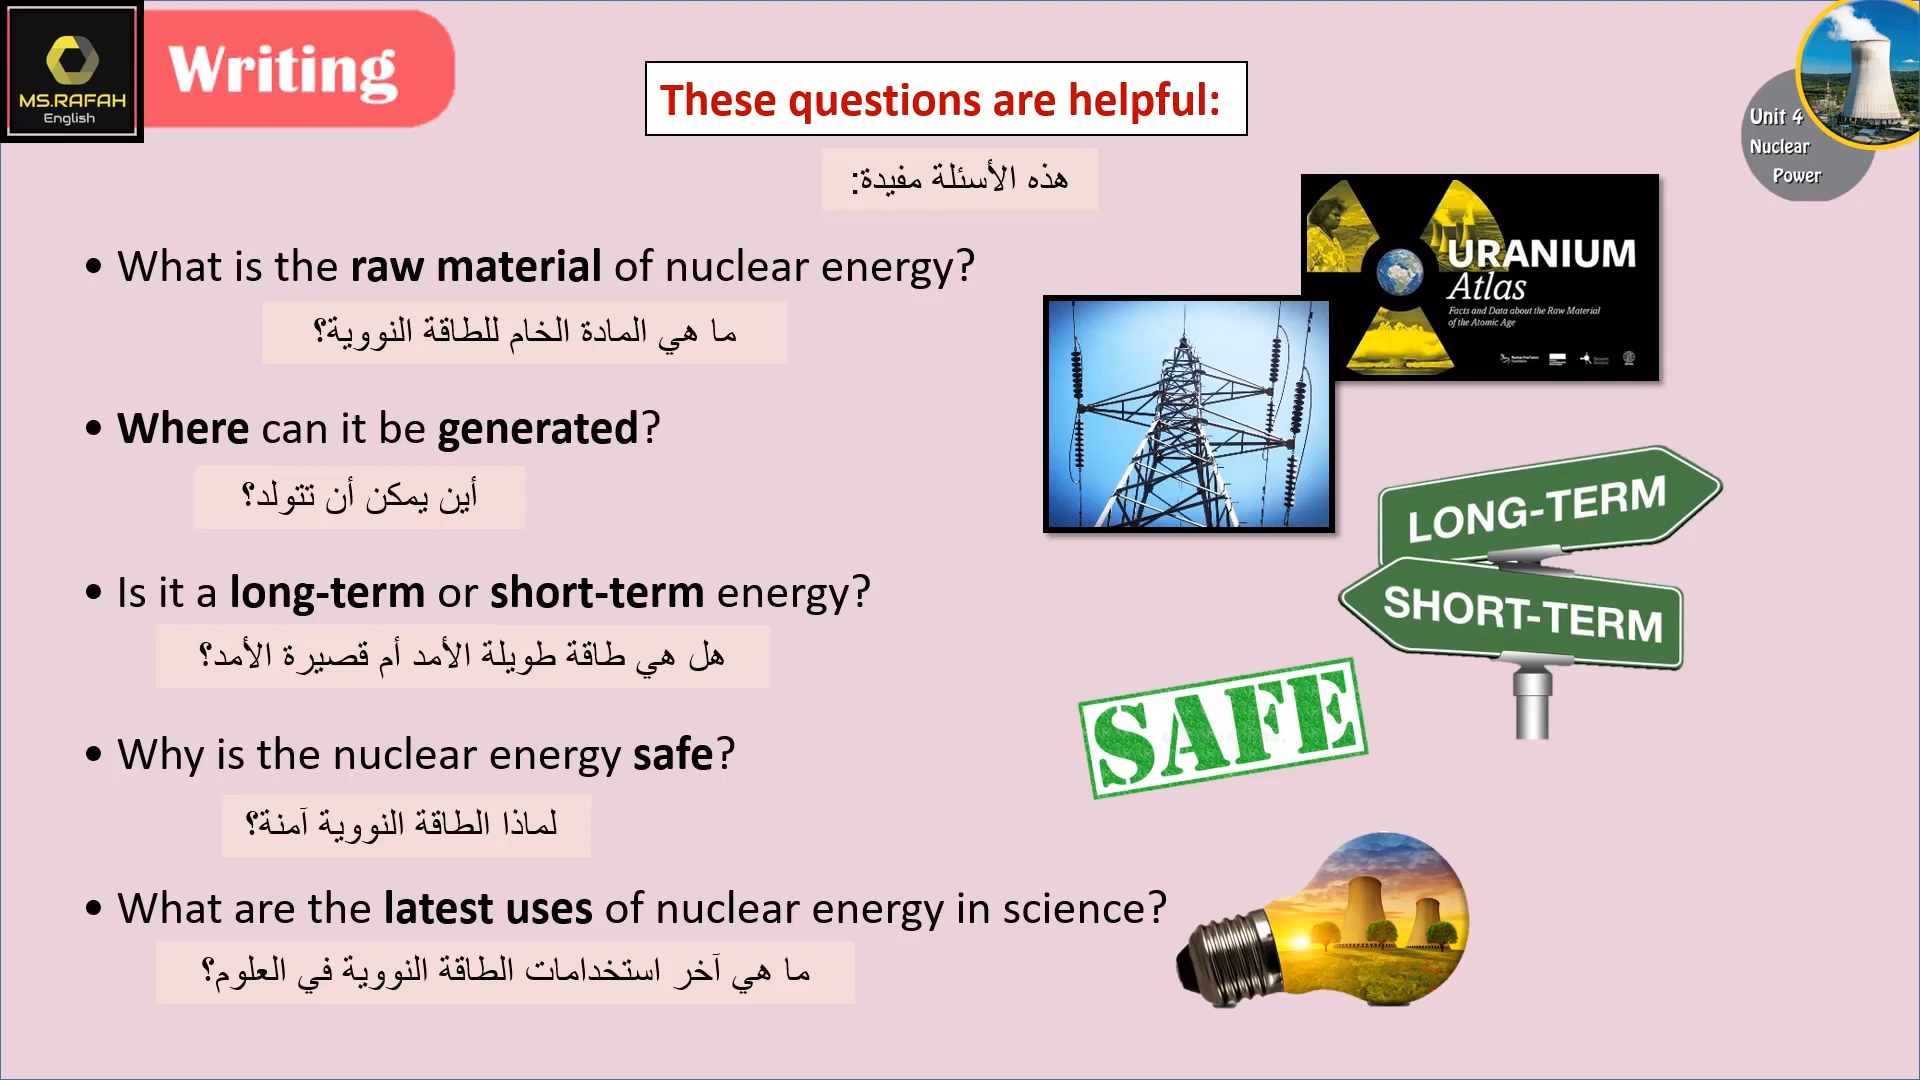 MS.RAFAH
English
Writing
These questions are helpful:
هذه الأسئلة مفيدة:
Unit 4
Nuclear
Power
• What is the raw material of nuclear energy?
ما هي المادة الخام للطاقة النووية؟
• Where can it be generated?
أين يمكن أن تتولد؟
• Is it a long-term or short-term energy?
هل هي طاقة طويلة الأمد أم قصيرة الأمد؟
• Why is the nuclear energy safe?
لماذا الطاقة النووية آمنة؟
• What are the latest uses of nuclear energy in science?
ما هي آخر استخدامات الطاقة النووية في العلوم؟
URANIUM
Atlas
Facts and Data about the Raw Material
of the Atomic Age
LONG-TERM
SHORT-TERM
SAFE